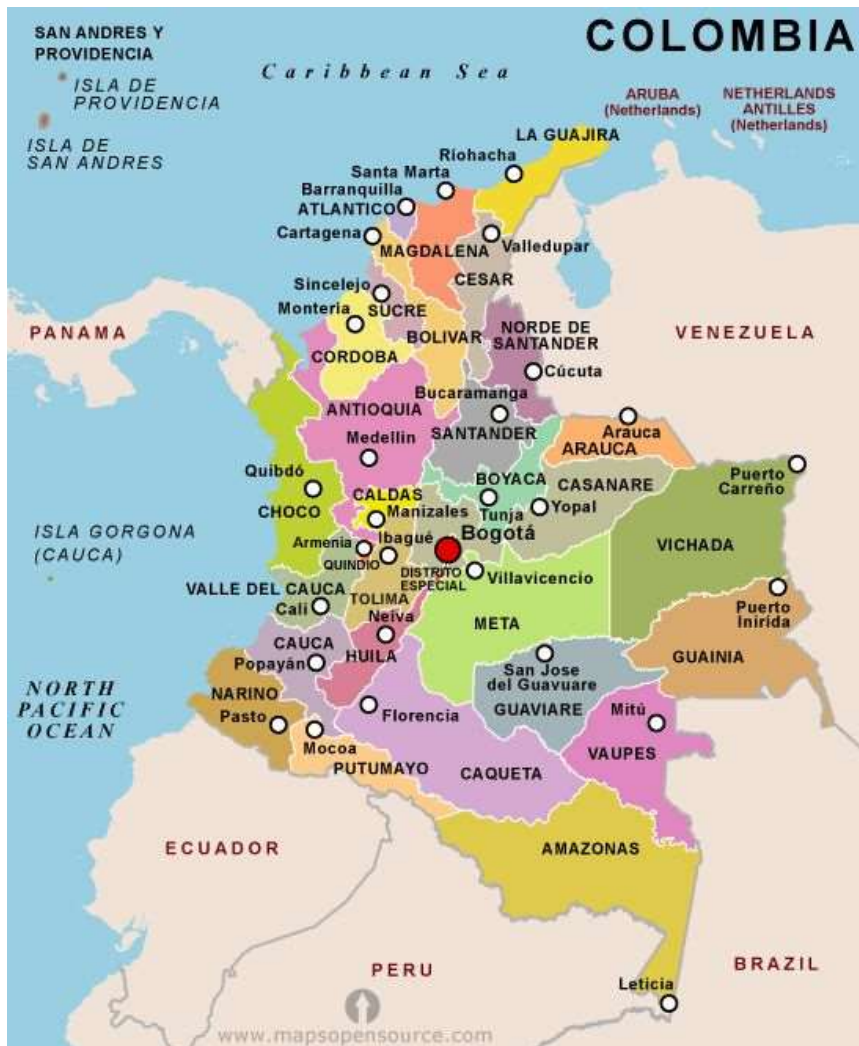 COLOMBIA
SAN ANDRES Y
PROVIDENCIA
ISLA DE
PROVIDENCIA
ISLA DE
SAN ANDRES
Caribbean Sea
ARUBA
(Netherlands)
NETHERLANDS
ANTILLES
(Netherlands)
LA GUAJIRA
Riohacha
Santa Marta
Barranquilla
ATLANTICO
Cartagena
MAGDALENA
Valledupar
CESAR
Sincelejo
SUCRE
Monteria
BOLIVAR
NORDE DE
SANTANDER
PANAMA
VENEZUELA
CORDOBA
Cúcuta
Bucaramanga
ANTIOQUIA
SANTANDER
Arauca
ARAUCA
Medellin
Quibdó
BOYACA
CASANARE
Puerto
Carreño
CALDAS
Manizales
Tunja
Yopal
CHOCO
ISLA GORGONA
(CAUCA)
Armenia
Ibagué
Bogotá
VICHADA
QUINDIO
DISTRITO
ESPECIAL
Villavicencio
VALLE DEL CAUCA
Cali
TOLIMA
Neiva
META
Puerto
Inirida
CAUCA
HUILA
Popayán
San Jose
del Guavuare
GUAINIA
NORTH
PACIFIC
OCEAN
NARINO
Pasto
Florencia
GUAVIARE
Mitú
Mocoa
VAUPES
PUTUMAYO
CAQUETA
ECUADOR
AMAZONAS
PERU
BRAZIL
Leticia
www.mapsopensource.com